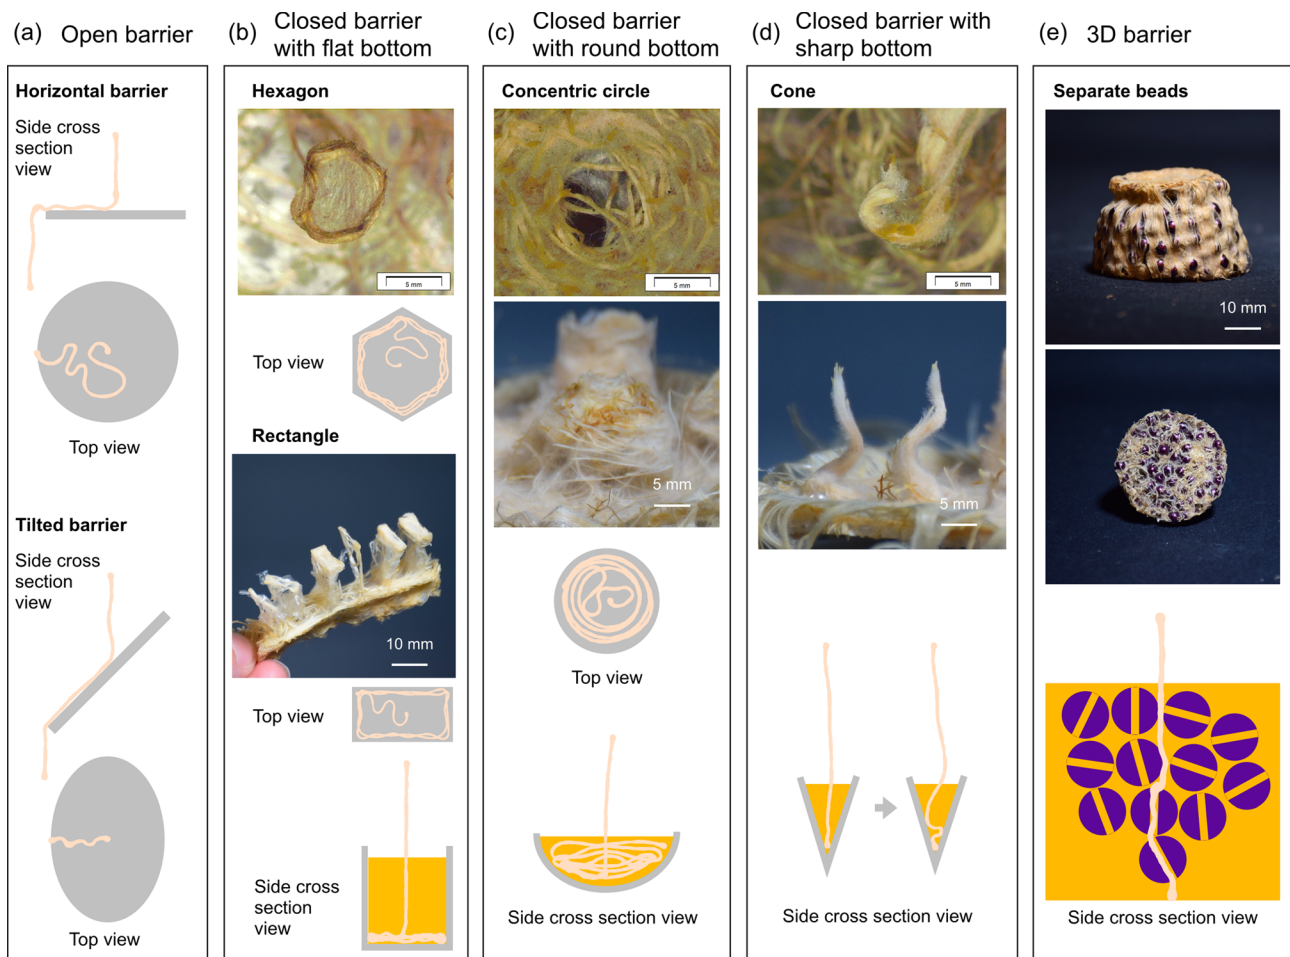 (a) Open barrier
Horizontal barrier
Side cross
section
view
Top view
Tilted barrier
Side cross
section
view
Top view
(b) Closed barrier
with flat bottom
Hexagon
5 mm
Top view
Rectangle
10 mm
Top view
Side cross
section
view
(c) Closed barrier
with round bottom
Concentric circle
5 mm
5 mm
Top view
Side cross section view
(d) Closed barrier with
sharp bottom
Cone
5 mm
5 mm
Side cross section view
(e) 3D barrier
Separate beads
10 mm
Side cross section view